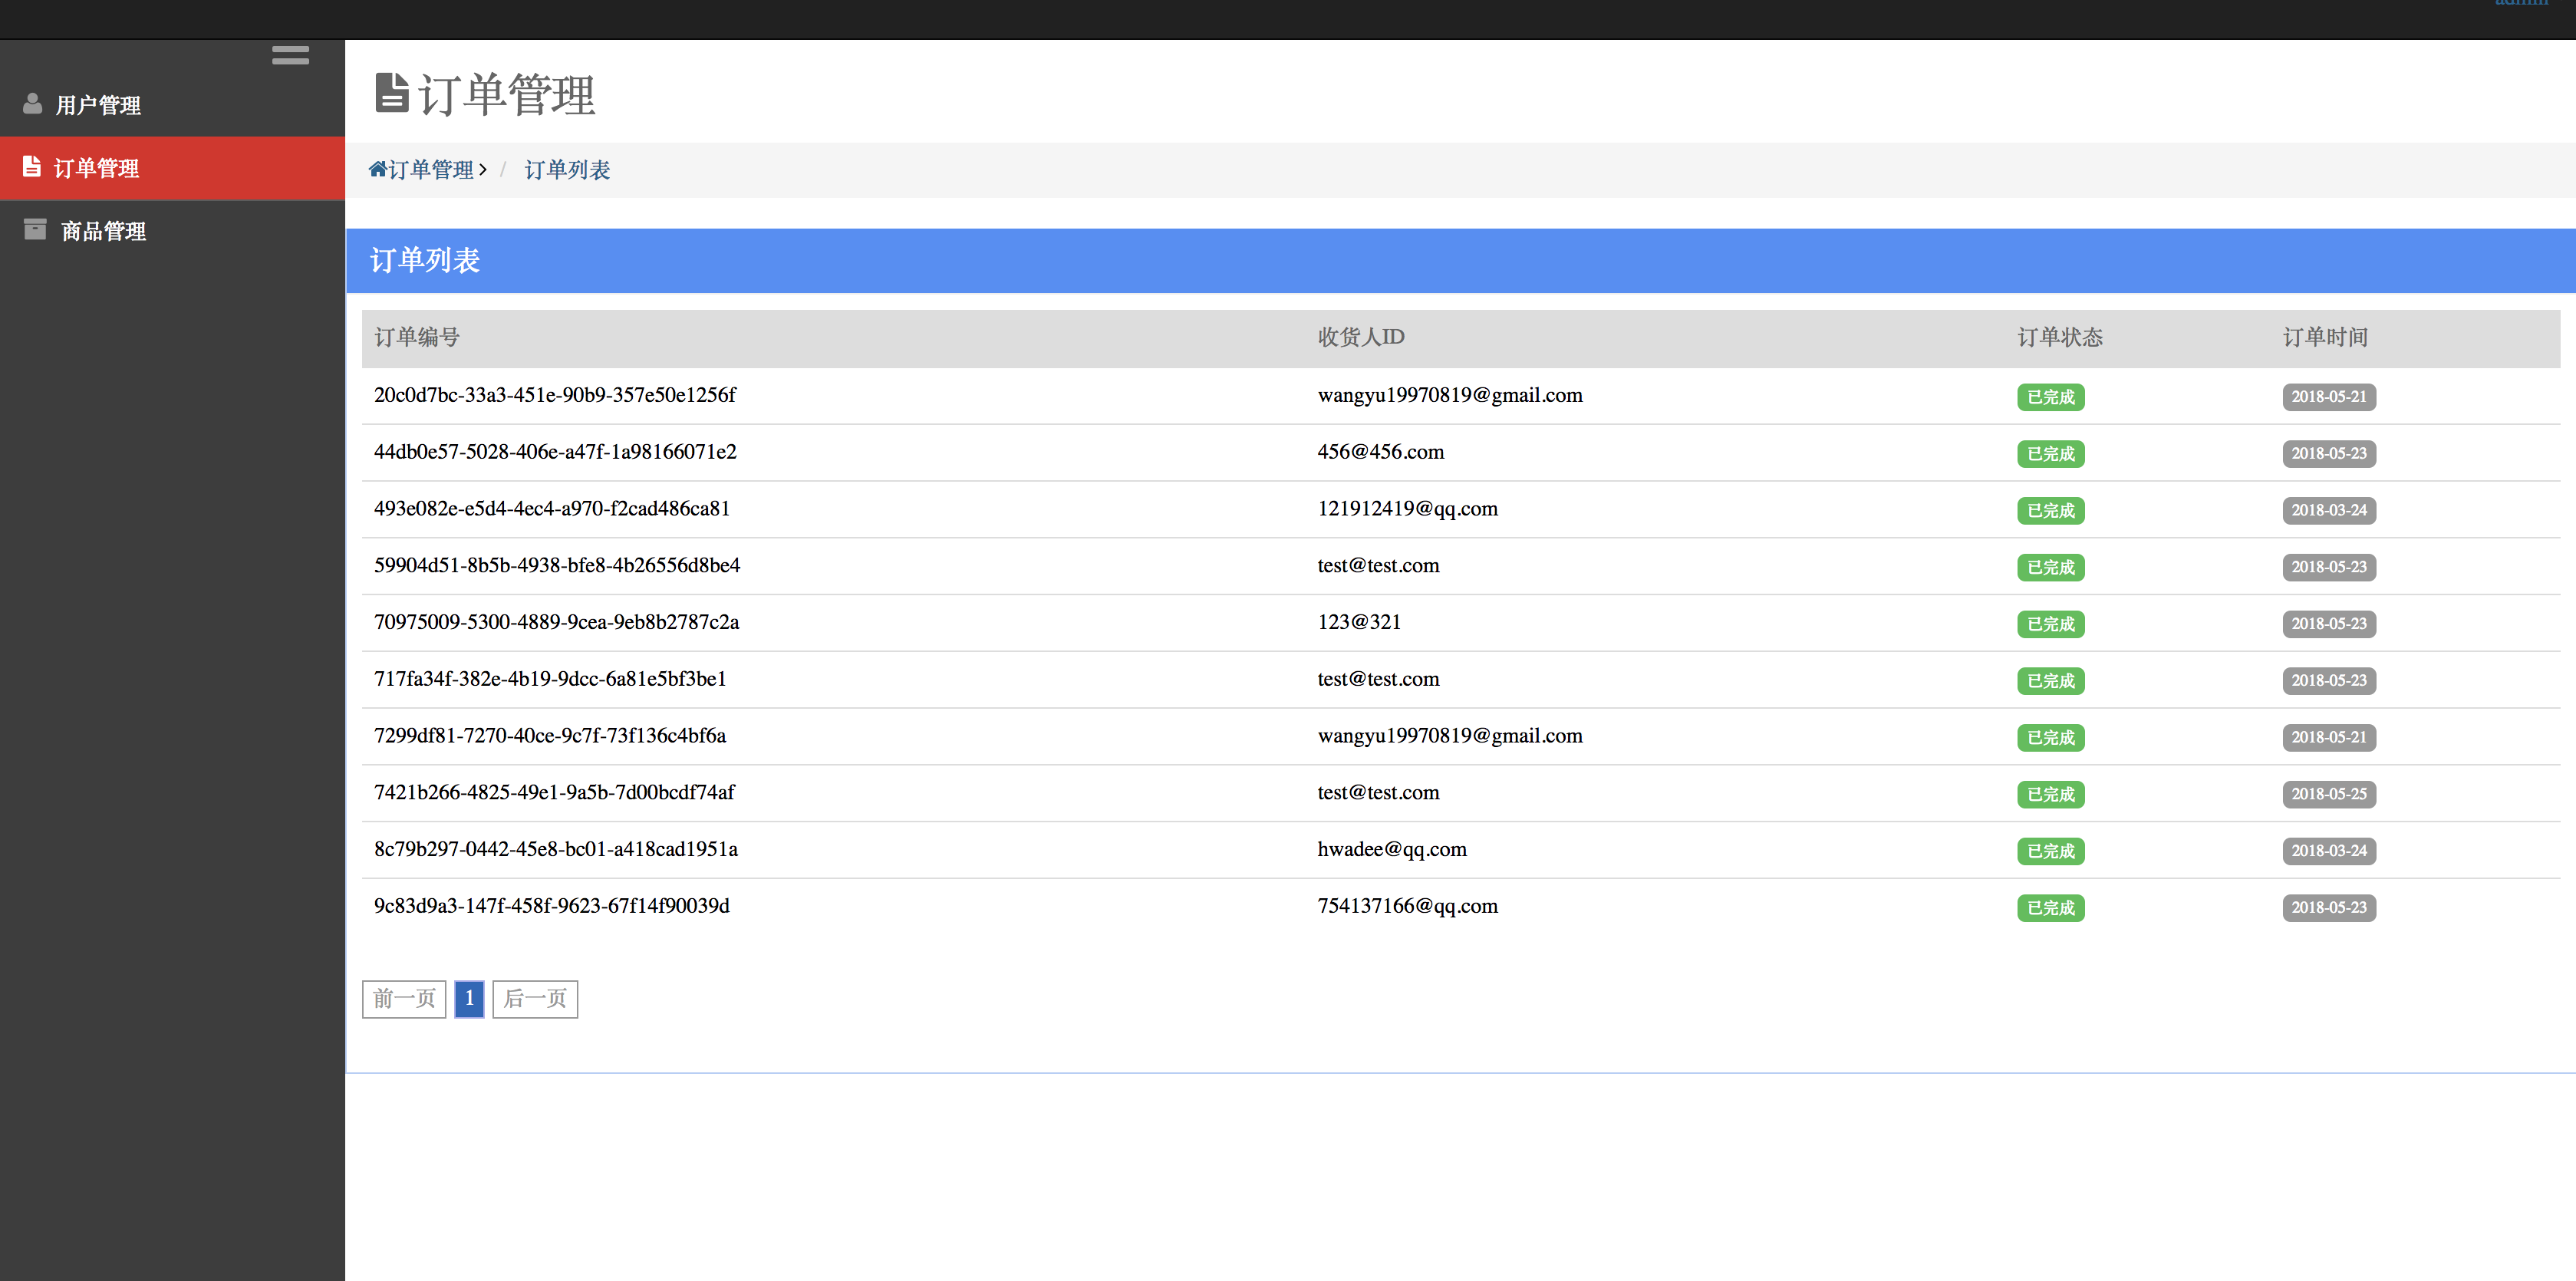 admin
用户管理
订单管理
商品管理
订单管理
订单管理 > / 订单列表
订单列表
订单编号 收货人ID 订单状态 订单时间
20c0d7bc-33a3-451e-90b9-357e50e1256f wangyu19970819@gmail.com 已完成 2018-05-21
44db0e57-5028-406e-a47f-1a98166071e2 456@456.com 已完成 2018-05-23
493e082e-e5d4-4ec4-a970-f2cad486ca81 121912419@qq.com 已完成 2018-03-24
59904d51-8b5b-4938-bfe8-4b26556d8be4 test@test.com 已完成 2018-05-23
70975009-5300-4889-9cea-9eb8b2787c2a 123@321 已完成 2018-05-23
717fa34f-382e-4b19-9dcc-6a81e5bf3be1 test@test.com 已完成 2018-05-23
7299df81-7270-40ce-9c7f-73f136c4bf6a wangyu19970819@gmail.com 已完成 2018-05-21
7421b266-4825-49e1-9a5b-7d00bcdf74af test@test.com 已完成 2018-05-25
8c79b297-0442-45e8-bc01-a418cad1951a hwadee@qq.com 已完成 2018-03-24
9c83d9a3-147f-458f-9623-67f14f90039d 754137166@qq.com 已完成 2018-05-23
前一页 1 后一页